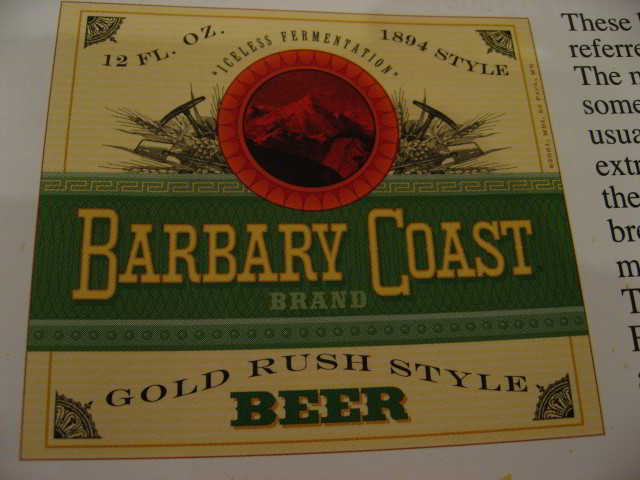 12 FL. OZ.
"ICELESS FERMENTATION"
1894 STYLE
BARBARY COAST
BRAND
GOLD RUSH STYLE
BEER
These
referre
The
some
usua
extr
the
bre